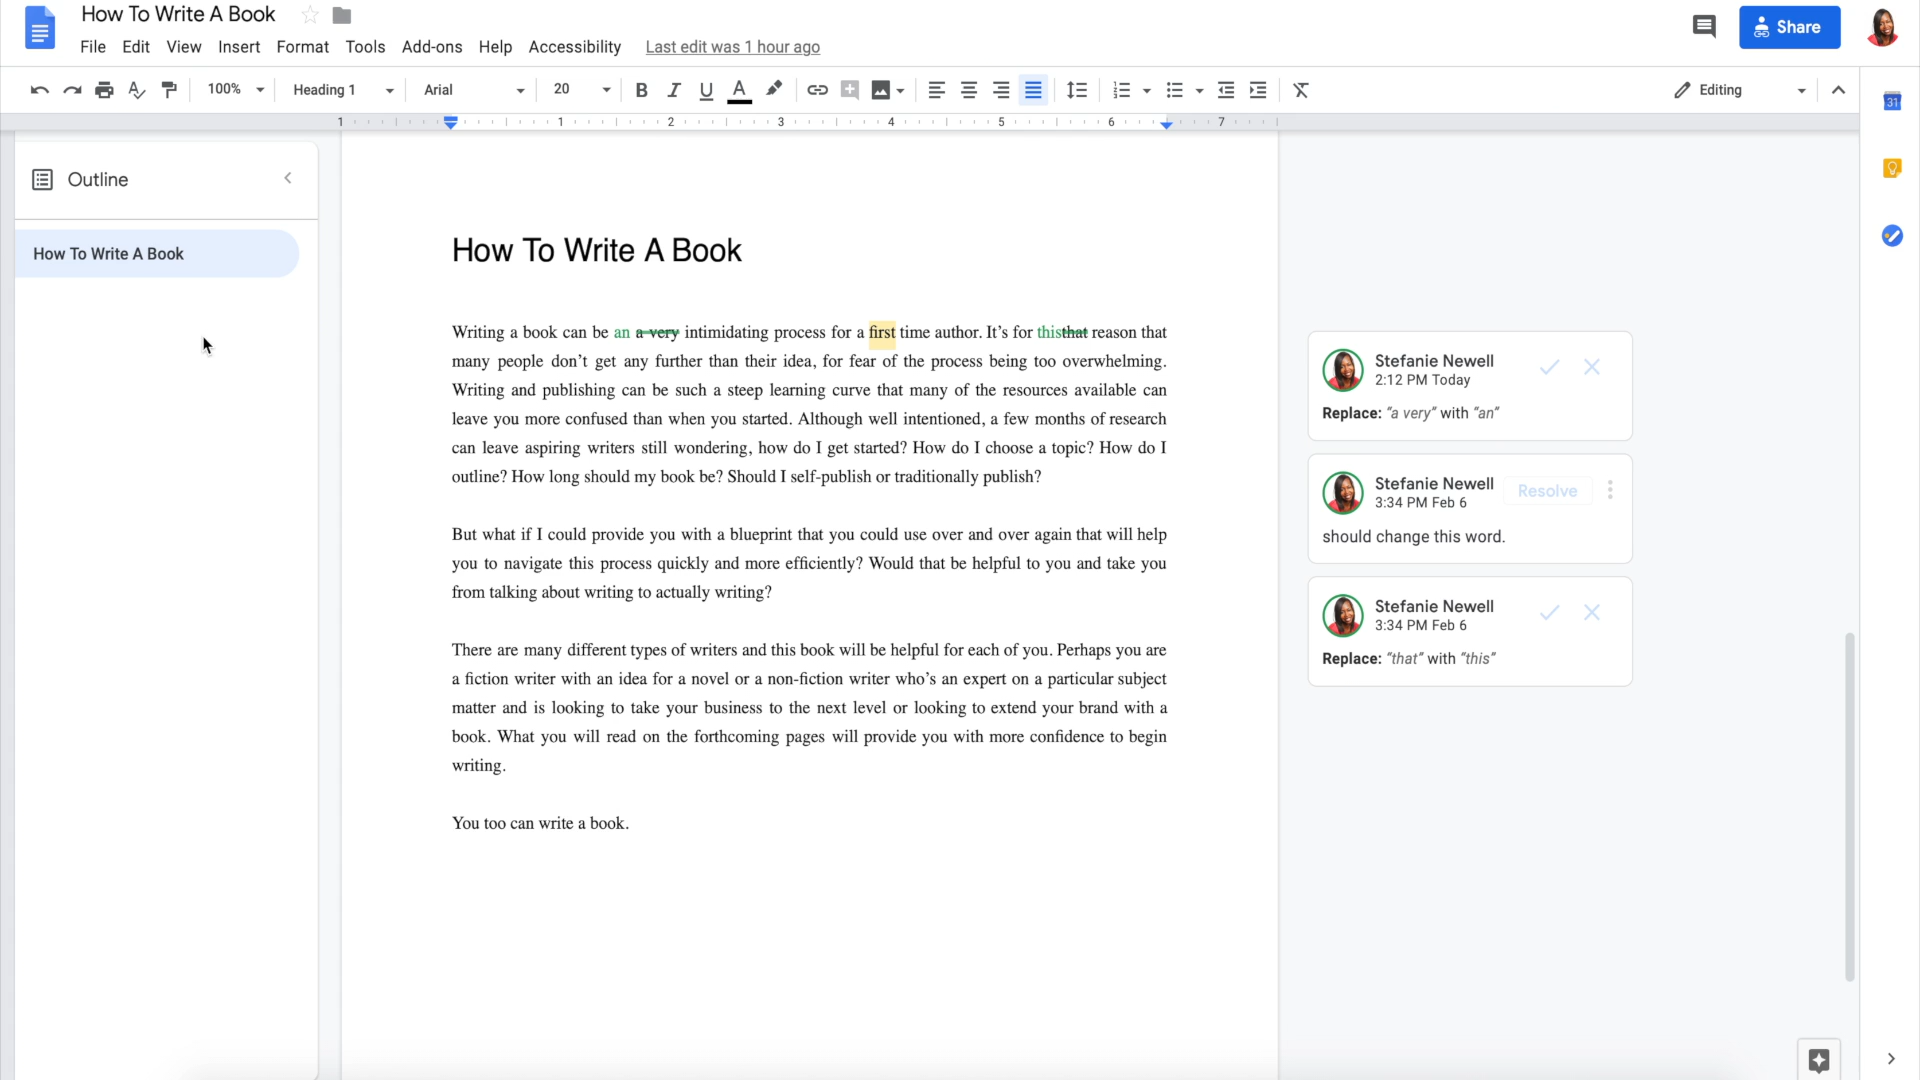 How To Write A Book
File Edit View Insert Format Tools Add-ons Help Accessibility Last edit was 1 hour ago
Share
100% Heading 1 Arial 20 B I U A Editing
1 1 2 3 4 5 6 7
31
Outline
How To Write A Book
How To Write A Book
Writing a book can be an a very intimidating process for a first time author. It’s for thisthat reason that
many people don’t get any further than their idea, for fear of the process being too overwhelming.
Writing and publishing can be such a steep learning curve that many of the resources available can
leave you more confused than when you started. Although well intentioned, a few months of research
can leave aspiring writers still wondering, how do I get started? How do I choose a topic? How do I
outline? How long should my book be? Should I self-publish or traditionally publish?
But what if I could provide you with a blueprint that you could use over and over again that will help
you to navigate this process quickly and more efficiently? Would that be helpful to you and take you
from talking about writing to actually writing?
There are many different types of writers and this book will be helpful for each of you. Perhaps you are
a fiction writer with an idea for a novel or a non-fiction writer who’s an expert on a particular subject
matter and is looking to take your business to the next level or looking to extend your brand with a
book. What you will read on the forthcoming pages will provide you with more confidence to begin
writing.
You too can write a book.
Stefanie Newell
2:12 PM Today
Replace: “a very” with “an”
Stefanie Newell
3:34 PM Feb 6
Resolve
should change this word.
Stefanie Newell
3:34 PM Feb 6
Replace: “that” with “this”